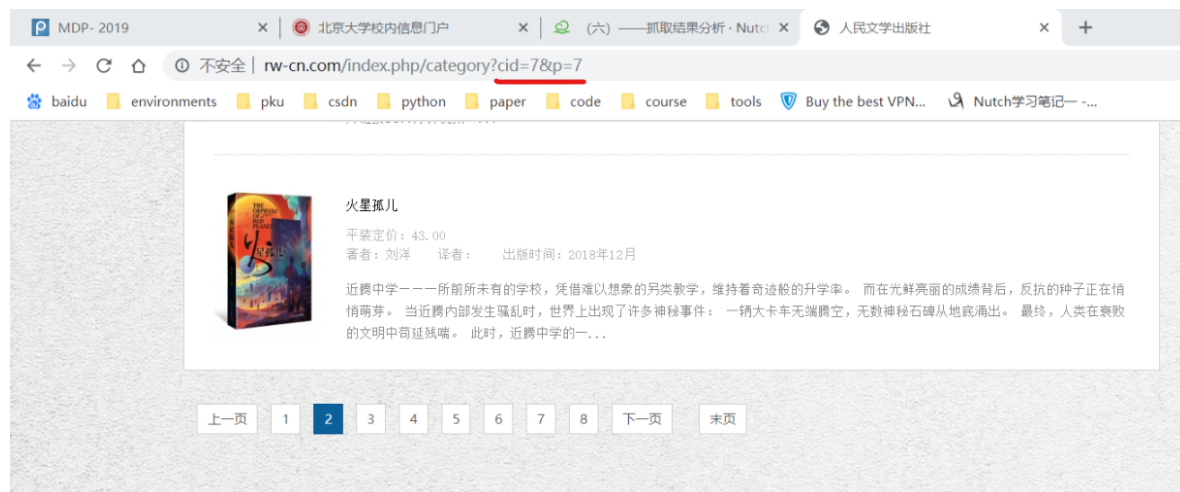 MDP- 2019
北京大学校内信息门户
(六) ——抓取结果分析 · Nutc
人民文学出版社
不安全 | rw-cn.com/index.php/category?cid=7&p=7
baidu environments pku csdn python paper code course tools Buy the best VPN... Nutch学习笔记一 -...
火星孤儿
平装定价：43.00
著者：刘洋 译者： 出版时间：2018年12月
近腾中学－－－一所前所未有的学校，凭借难以想象的另类教学，维持着奇迹般的升学率。 而在光鲜亮丽的成绩背后，反抗的种子正在悄
悄萌芽。 当近腾内部发生骚乱时，世界上出现了许多神秘事件： 一辆大卡车无端腾空，无数神秘石碑从地底涌出。 最终，人类在衰败
的文明中苟延残喘。 此时，近腾中学的一...
上一页 1 2 3 4 5 6 7 8 下一页 末页